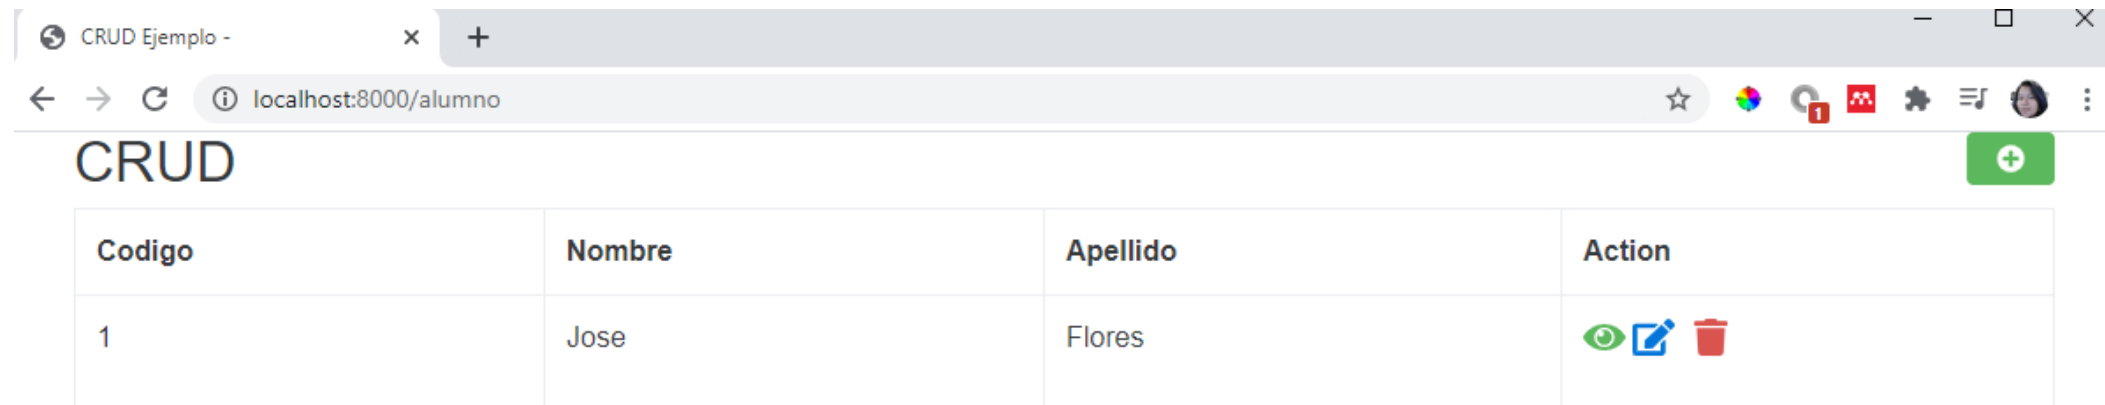 CRUD Ejemplo -
localhost:8000/alumno
1
CRUD
Codigo Nombre Apellido Action
1 Jose Flores